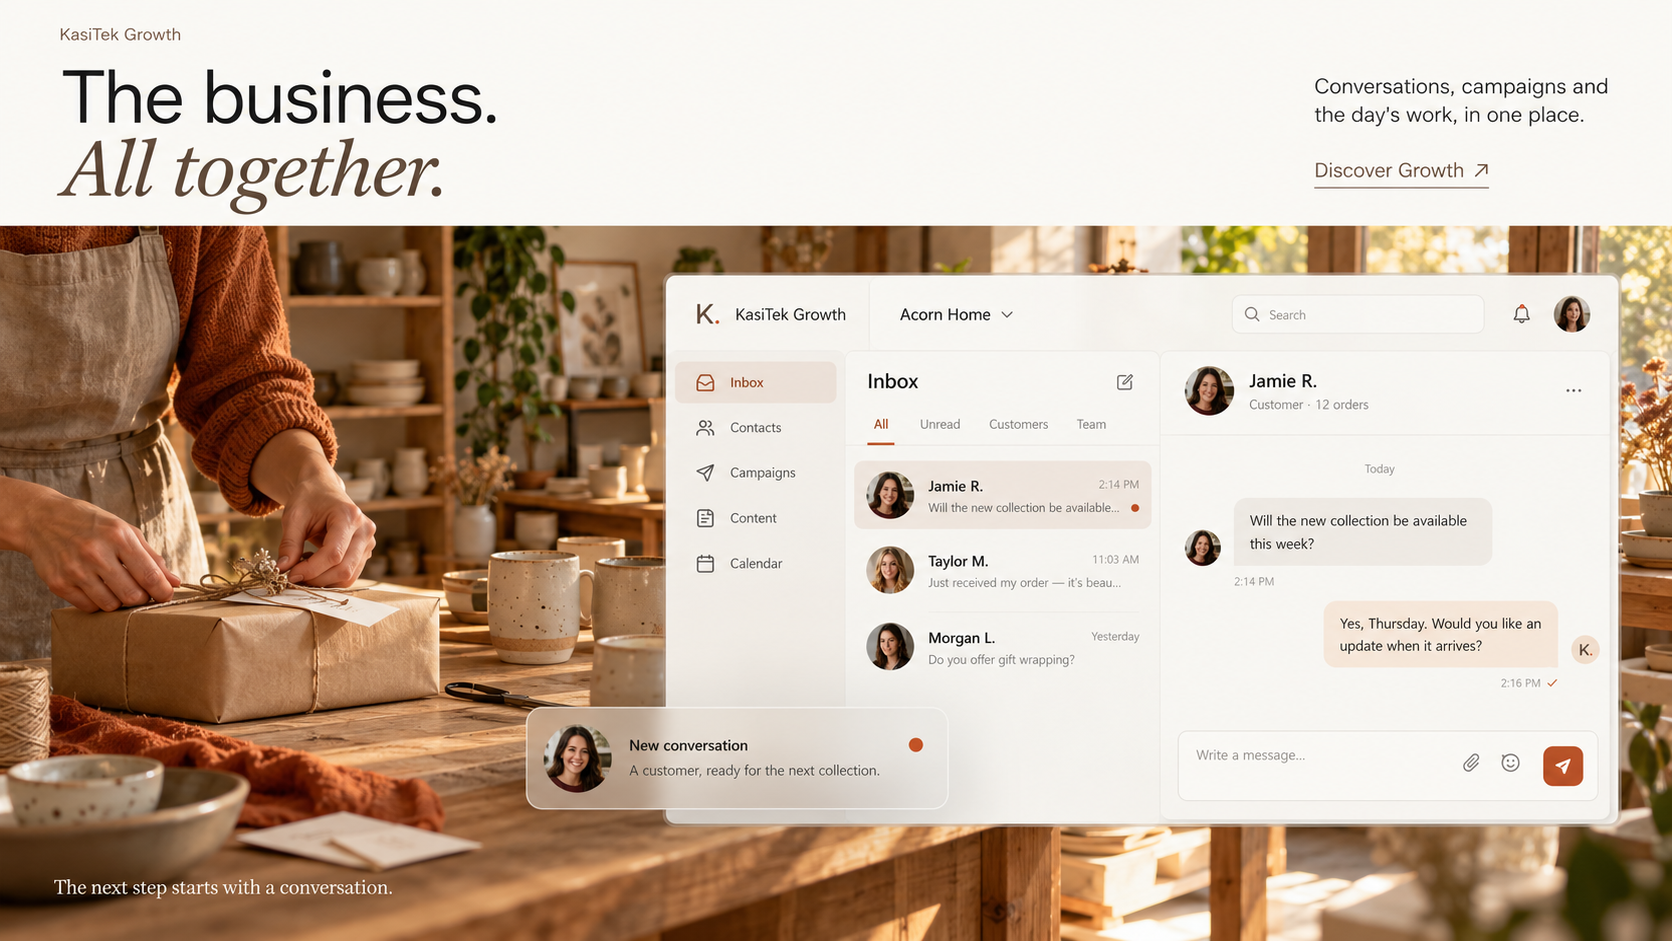 KasiTek Growth
The business.
All together.
Conversations, campaigns and
the day's work, in one place.
Discover Growth
K. KasiTek Growth
Acorn Home
Search
Inbox
Contacts
Campaigns
Content
Calendar
Inbox
All Unread Customers Team
Jamie R. 2:14 PM
Will the new collection be available...
Taylor M. 11:03 AM
Just received my order — it's beau...
Morgan L. Yesterday
Do you offer gift wrapping?
Jamie R.
Customer · 12 orders
Today
Will the new collection be available
this week?
2:14 PM
Yes, Thursday. Would you like an
update when it arrives?
K.
2:16 PM
Write a message...
New conversation
A customer, ready for the next collection.
The next step starts with a conversation.